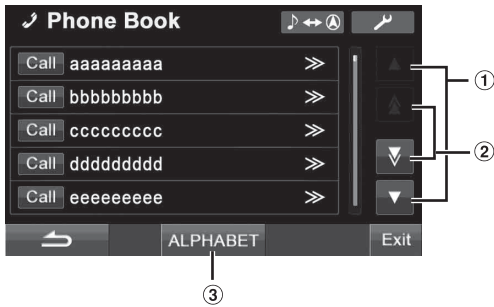 Phone Book
Call aaaaaaaaa
Call bbbbbbbbb
Call ccccccccc
Call ddddddddd
Call eeeeeeeee
ALPHABET
Exit
1
2
3